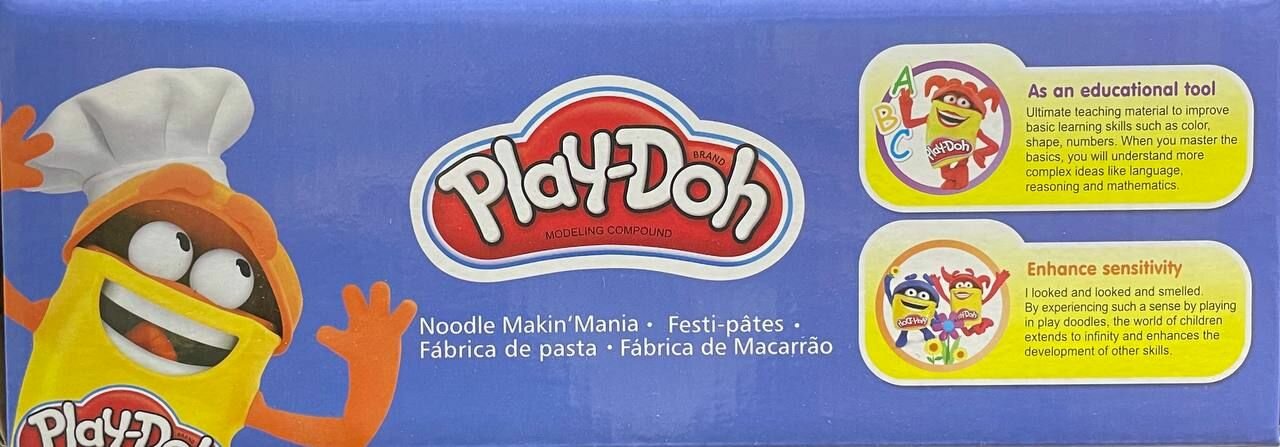 Play-Doh
BRAND
MODELING COMPOUND
Noodle Makin'Mania • Festi-pâtes •
Fábrica de pasta • Fábrica de Macarrão
Play-Doh
A
B
C
Play-Doh
As an educational tool
Ultimate teaching material to improve
basic learning skills such as color,
shape, numbers. When you master the
basics, you will understand more
complex ideas like language,
reasoning and mathematics.
Play-Doh
Enhance sensitivity
I looked and looked and smelled.
By experiencing such a sense by playing
in play doodles, the world of children
extends to infinity and enhances the
development of other skills.